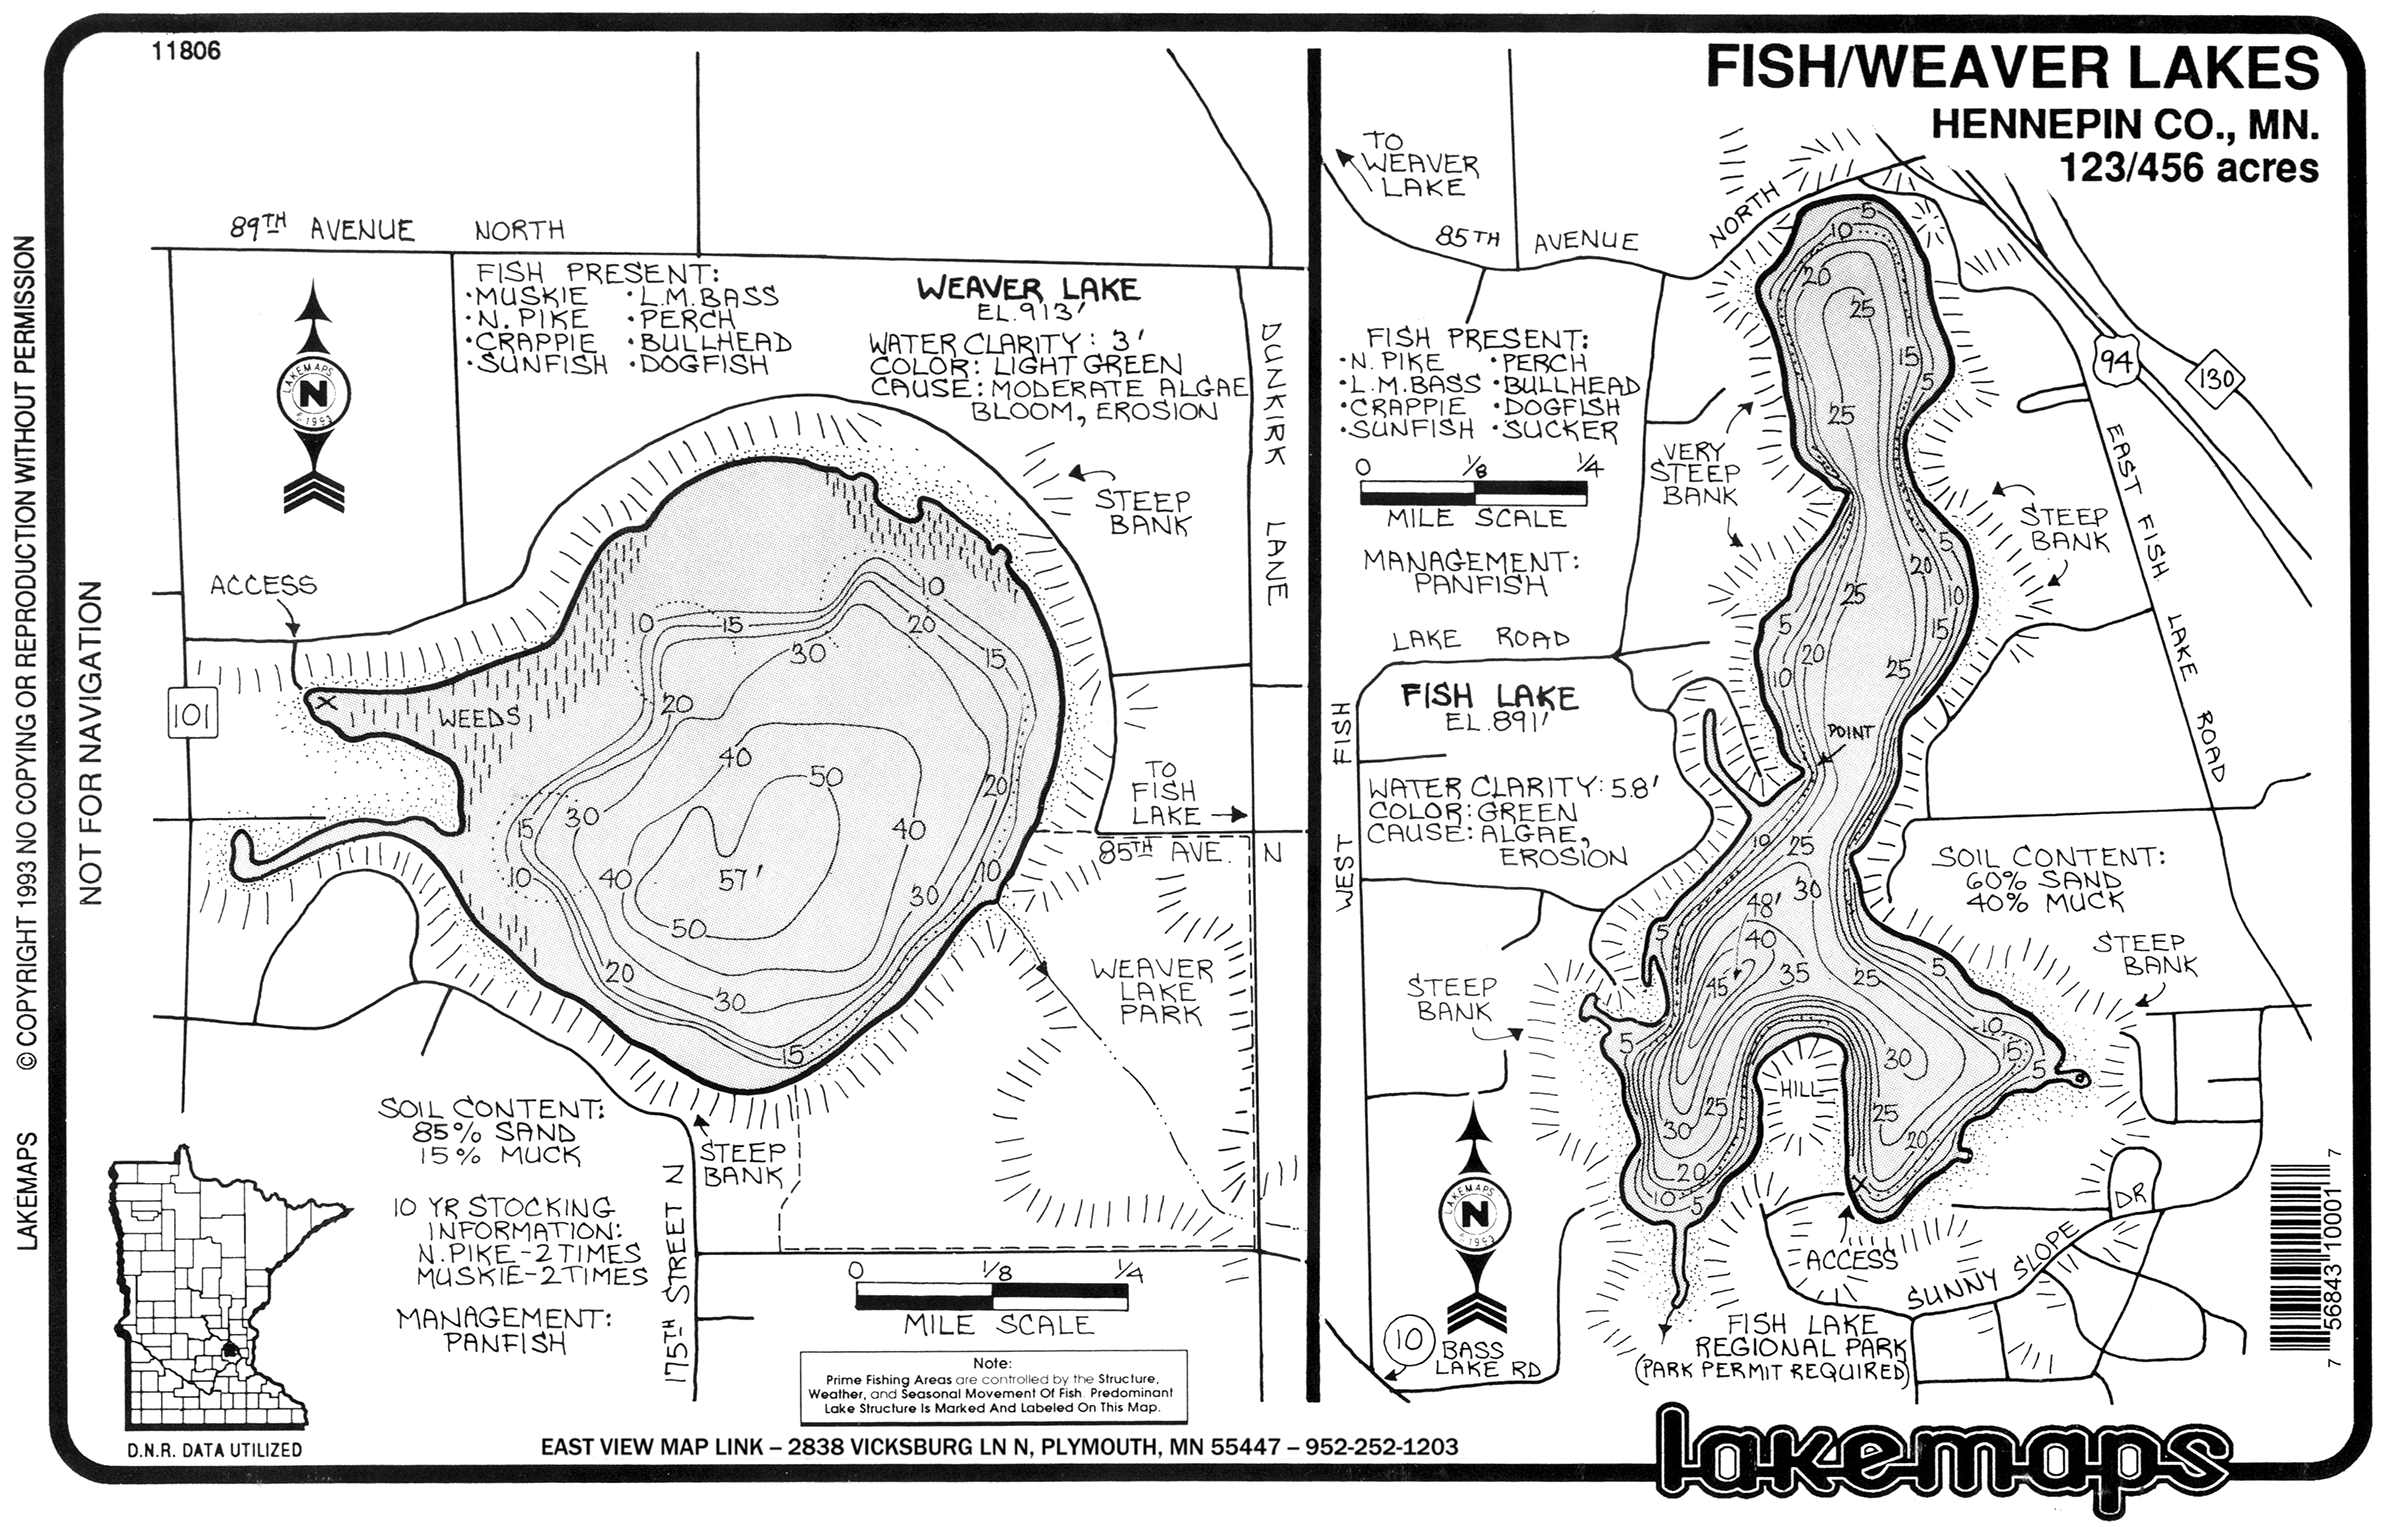 11806
FISH/WEAVER LAKES
HENNEPIN CO., MN.
123/456 acres
LAKEMAPS © COPYRIGHT 1993 NO COPYING OR REPRODUCTION WITHOUT PERMISSION
NOT FOR NAVIGATION
89TH AVENUE NORTH
FISH PRESENT:
•MUSKIE •L.M.BASS
•N. PIKE •PERCH
•CRAPPIE •BULLHEAD
•SUNFISH •DOGFISH
WEAVER LAKE
EL. 913'
WATER CLARITY: 3'
COLOR: LIGHT GREEN
CAUSE: MODERATE ALGAE
BLOOM, EROSION
LAKEMAPS
N
© 1993
DUNKIRK LANE
STEEP
BANK
ACCESS
101
X
WEEDS
10
15
10
20
30
15
20
40
50
20
15
30
40
10
40
57'
10
30
50
20
30
15
TO
FISH
LAKE
85TH AVE. N
WEAVER
LAKE
PARK
STEEP
BANK
175TH STREET N
SOIL CONTENT:
85% SAND
15% MUCK
10 YR STOCKING
INFORMATION:
N. PIKE - 2 TIMES
MUSKIE - 2 TIMES
MANAGEMENT:
PANFISH
D.N.R. DATA UTILIZED
0 1/8 1/4
MILE SCALE
Note:
Prime Fishing Areas are controlled by the Structure,
Weather, and Seasonal Movement Of Fish. Predominant
Lake Structure Is Marked And Labeled On This Map.
EAST VIEW MAP LINK – 2838 VICKSBURG LN N, PLYMOUTH, MN 55447 – 952-252-1203
TO
WEAVER
LAKE
85TH AVENUE NORTH
FISH PRESENT:
•N. PIKE •PERCH
•L.M.BASS •BULLHEAD
•CRAPPIE •DOGFISH
•SUNFISH •SUCKER
0 1/8 1/4
MILE SCALE
MANAGEMENT:
PANFISH
VERY
STEEP
BANK
94
130
EAST FISH LAKE ROAD
STEEP
BANK
LAKE ROAD
WEST FISH
FISH LAKE
EL. 891'
WATER CLARITY: 5.8'
COLOR: GREEN
CAUSE: ALGAE,
EROSION
5
10
20
25
15
5
25
5
20
25
10
5
15
20
25
10
POINT
10
25
30
48'
5
40
35
25
5
45
10
15
5
5
30
HILL
25
25
30
20
20
10
5
X
SOIL CONTENT:
60% SAND
40% MUCK
STEEP
BANK
STEEP
BANK
LAKEMAPS
N
© 1993
ACCESS
SUNNY SLOPE DR
10
BASS
LAKE RD
FISH LAKE
REGIONAL PARK
(PARK PERMIT REQUIRED)
7 56843 10001 7
lakemaps